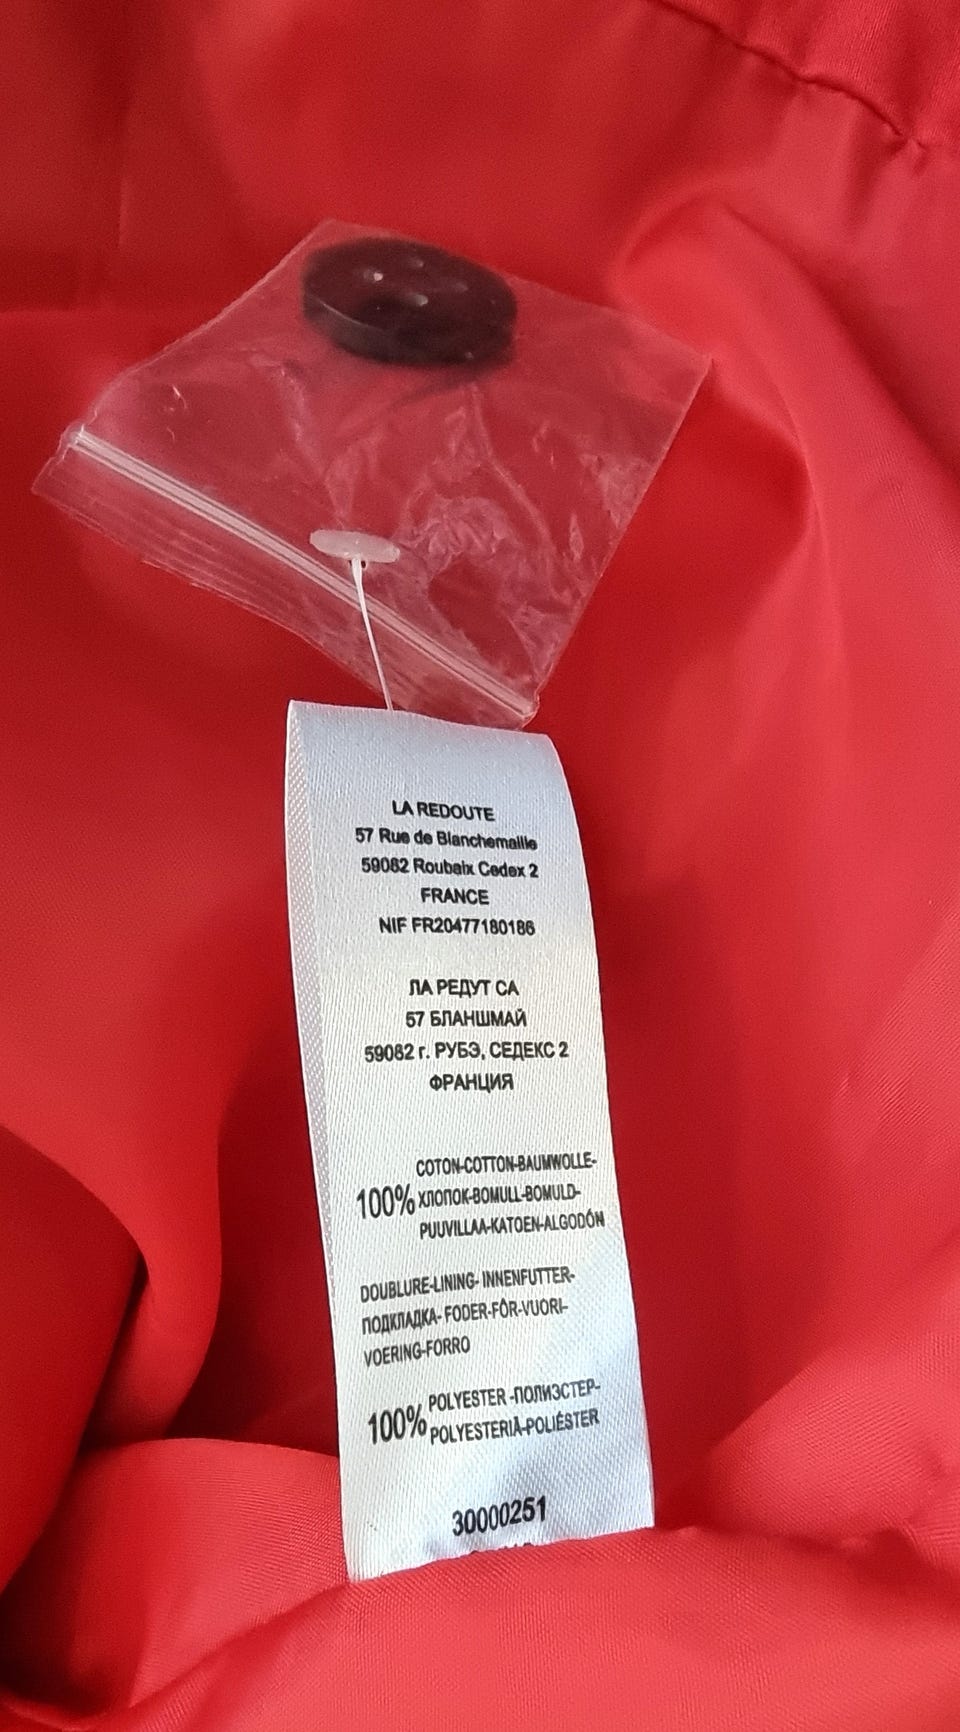 LA REDOUTE
57 Rue de Blanchemaille
59082 Roubaix Cedex 2
FRANCE
NIF FR20477180186
ЛА РЕДУТ СА
57 БЛАНШМАЙ
59082 г. РУБЭ, СЕДЕКС 2
ФРАНЦИЯ
COTON-COTTON-BAUMWOLLE-
100% ХЛОПОК-BOMULL-BOMULD-
PUUVILLAA-KATOEN-ALGODÓN
DOUBLURE-LINING- INNENFUTTER-
ПОДКЛАДКА- FODER-FÔR-VUORI-
VOERING-FORRO
100% POLYESTER -ПОЛИЭСТЕР-
POLYESTERIÄ-POLIÉSTER
30000251